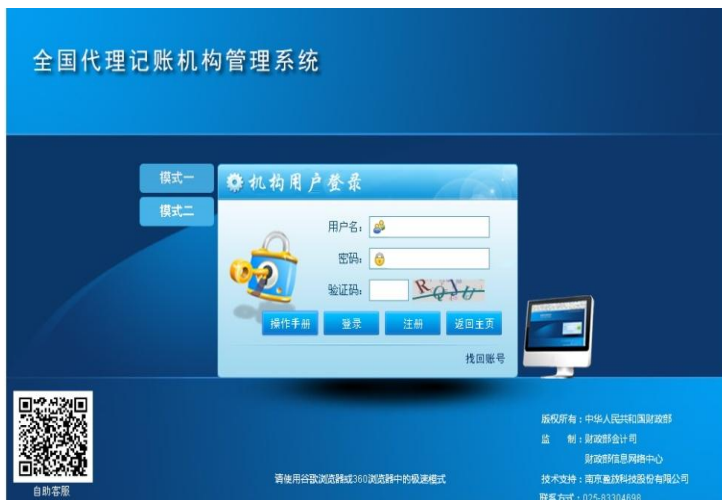 全国代理记账机构管理系统
模式一
机构用户登录
模式二
用户名:
密码:
验证码:
RQJU
操作手册 登录 注册 返回主页
找回账号
版权所有：中华人民共和国财政部
监 制：财政部会计司
财政部信息网络中心
请使用谷歌浏览器或360浏览器中的极速模式
技术支持：南京盈放科技股份有限公司
自助客服
联系方式：025-83304698